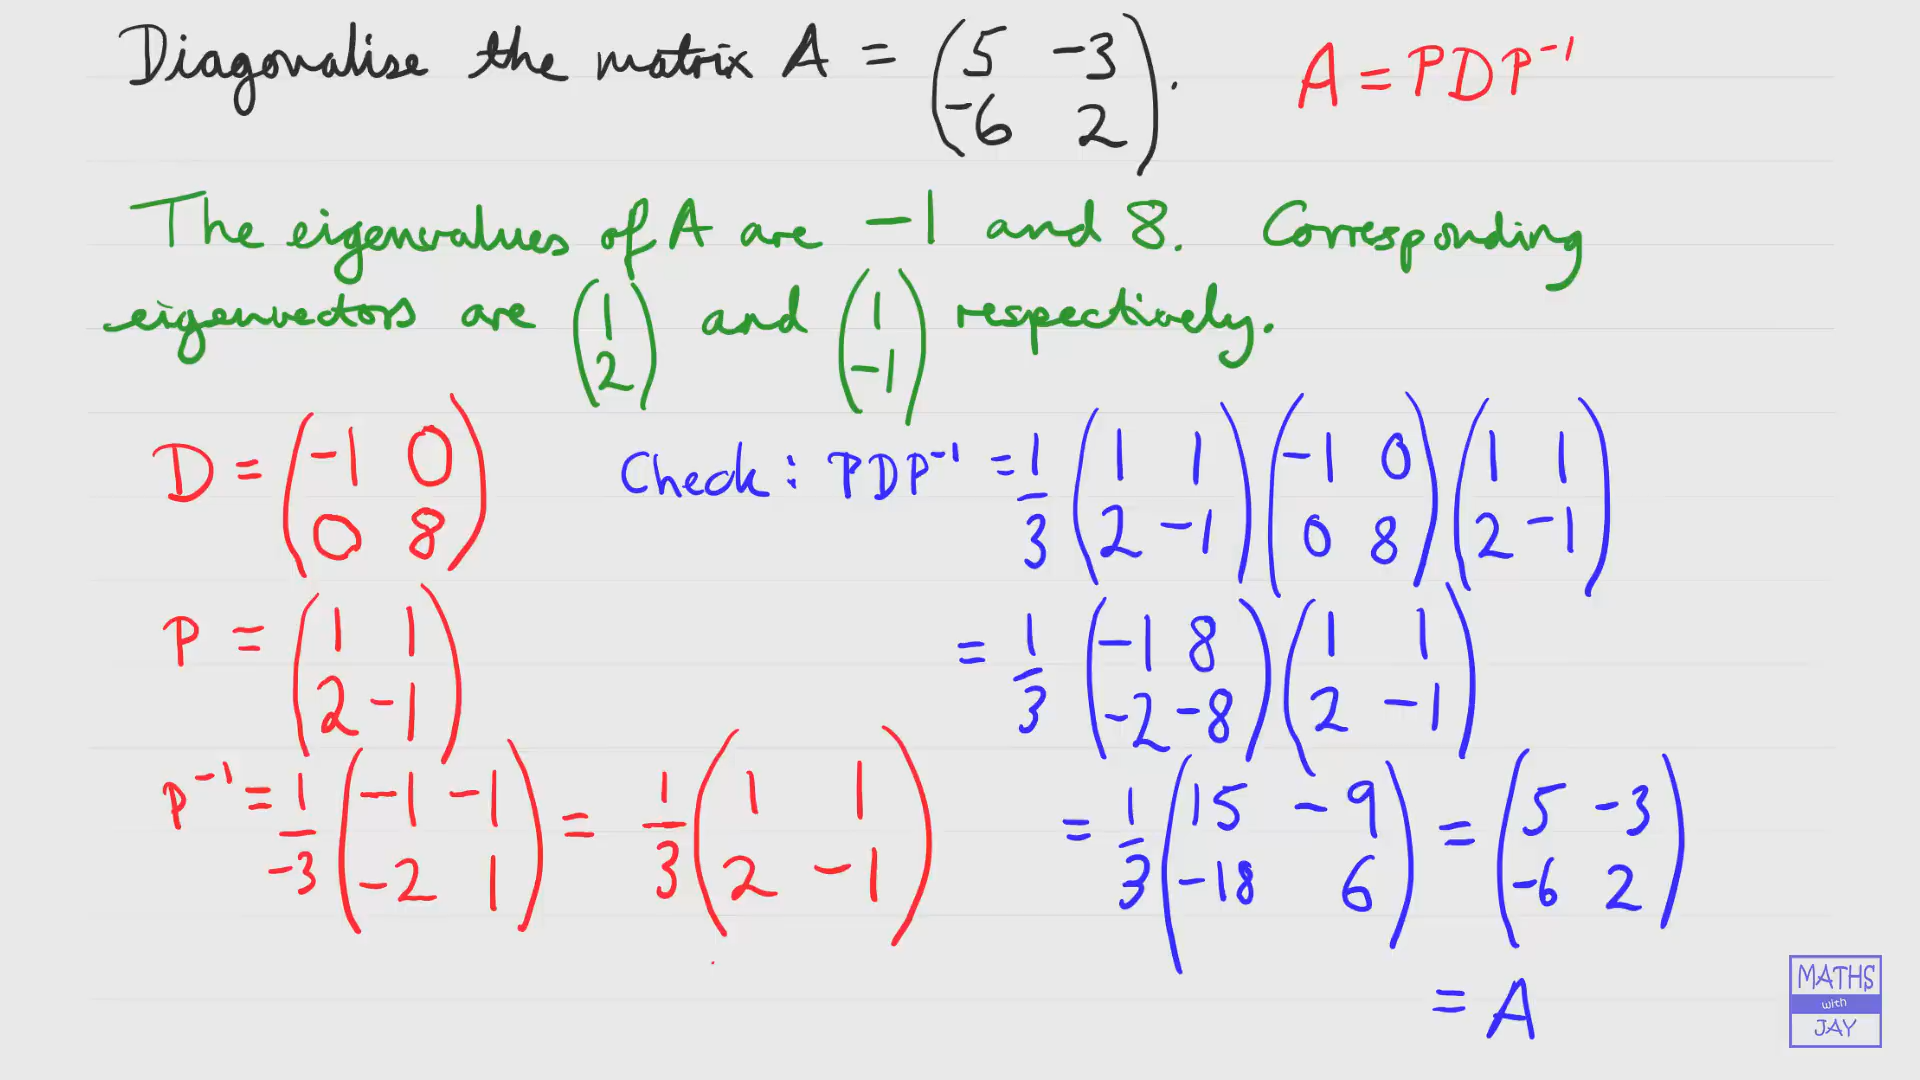 Diagonalise the matrix A = (5 -3
-6 2). A = PDP⁻¹
The eigenvalues of A are -1 and 8. Corresponding
eigenvectors are (1
2) and (1
-1) respectively.
D = (-1 0
0 8)
P = (1 1
2 -1)
P⁻¹ = 1/-3 (-1 -1
-2 1) = 1/3 (1 1
2 -1)
Check: PDP⁻¹ = 1/3 (1 1
2 -1) (-1 0
0 8) (1 1
2 -1)
= 1/3 (-1 8
-2 -8) (1 1
2 -1)
= 1/3 (15 -9
-18 6) = (5 -3
-6 2)
= A
MATHS
with
JAY